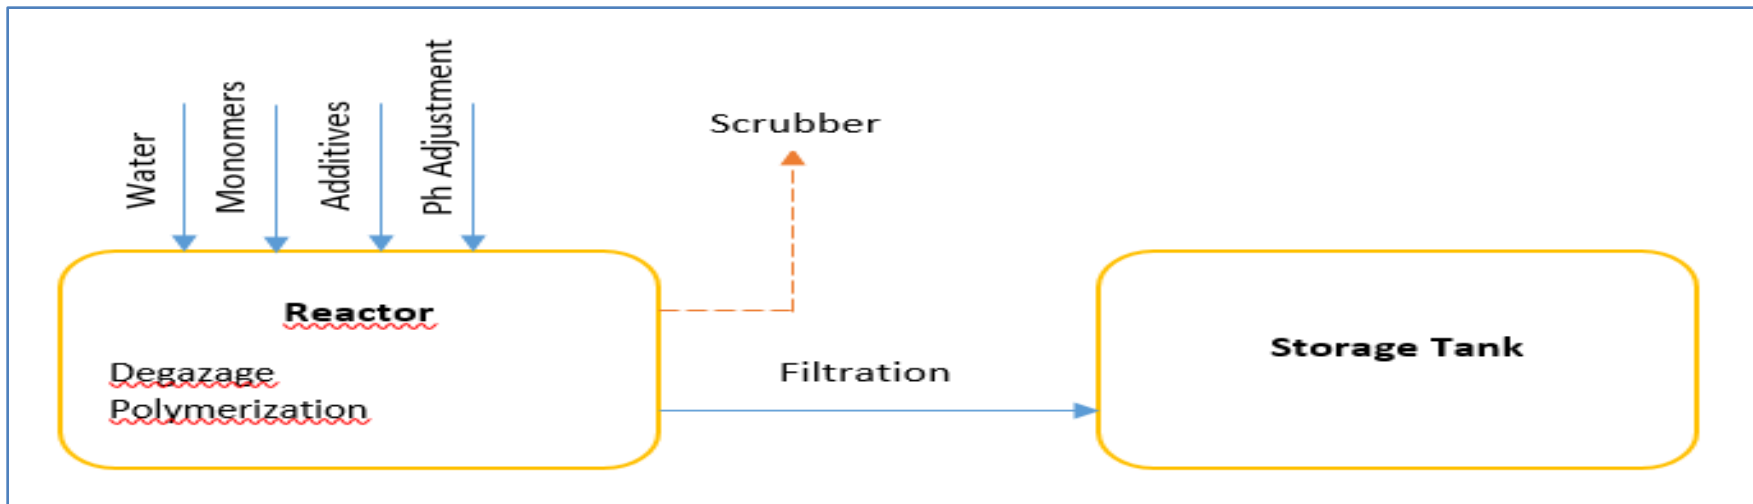 Water
Monomers
Additives
Ph Adjustment
Scrubber
Reactor
Degazage
Polymerization
Filtration
Storage Tank